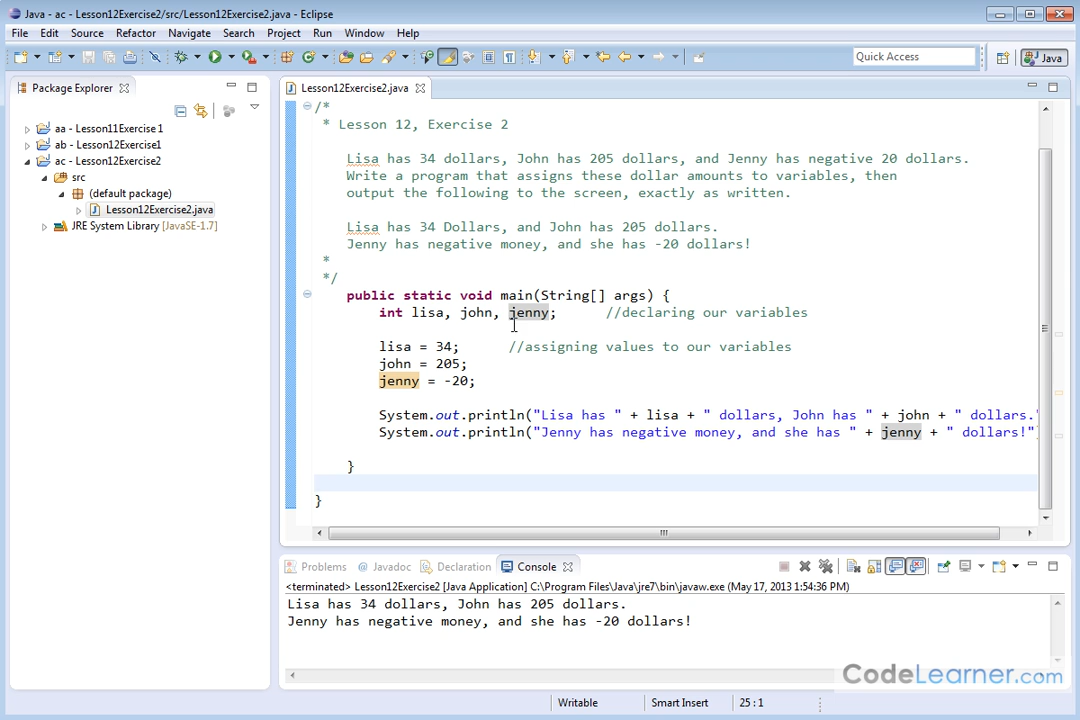 Java - ac - Lesson12Exercise2/src/Lesson12Exercise2.java - Eclipse
File Edit Source Refactor Navigate Search Project Run Window Help
Quick Access
Java
Package Explorer
Lesson12Exercise2.java
aa - Lesson11Exercise1
ab - Lesson12Exercise1
ac - Lesson12Exercise2
src
(default package)
Lesson12Exercise2.java
JRE System Library [JavaSE-1.7]
/*
* Lesson 12, Exercise 2
Lisa has 34 dollars, John has 205 dollars, and Jenny has negative 20 dollars.
Write a program that assigns these dollar amounts to variables, then
output the following to the screen, exactly as written.
Lisa has 34 Dollars, and John has 205 dollars.
Jenny has negative money, and she has -20 dollars!
*
*/
public static void main(String[] args) {
int lisa, john, jenny; //declaring our variables
lisa = 34; //assigning values to our variables
john = 205;
jenny = -20;
System.out.println("Lisa has " + lisa + " dollars, John has " + john + " dollars."
System.out.println("Jenny has negative money, and she has " + jenny + " dollars!")
}
}
Problems @ Javadoc Declaration Console
<terminated> Lesson12Exercise2 [Java Application] C:\Program Files\Java\jre7\bin\javaw.exe (May 17, 2013 1:54:36 PM)
Lisa has 34 dollars, John has 205 dollars.
Jenny has negative money, and she has -20 dollars!
CodeLearner.com
Writable Smart Insert 25 : 1